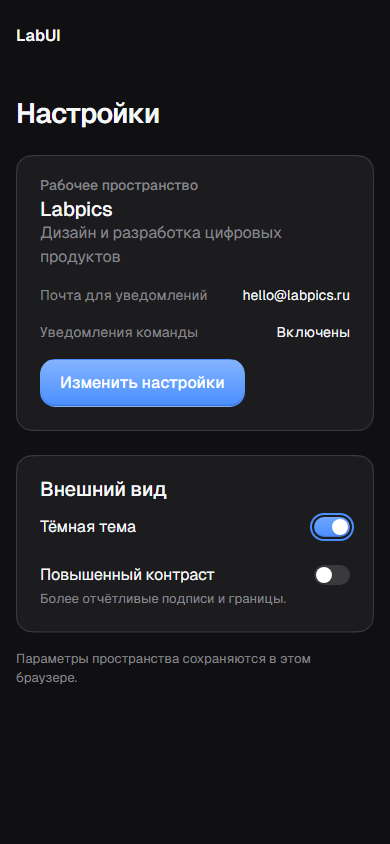 LabUI
Настройки
Рабочее пространство
Labpics
Дизайн и разработка цифровых
продуктов
Почта для уведомлений hello@labpics.ru
Уведомления команды Включены
Изменить настройки
Внешний вид
Тёмная тема
Повышенный контраст
Более отчётливые подписи и границы.
Параметры пространства сохраняются в этом
браузере.